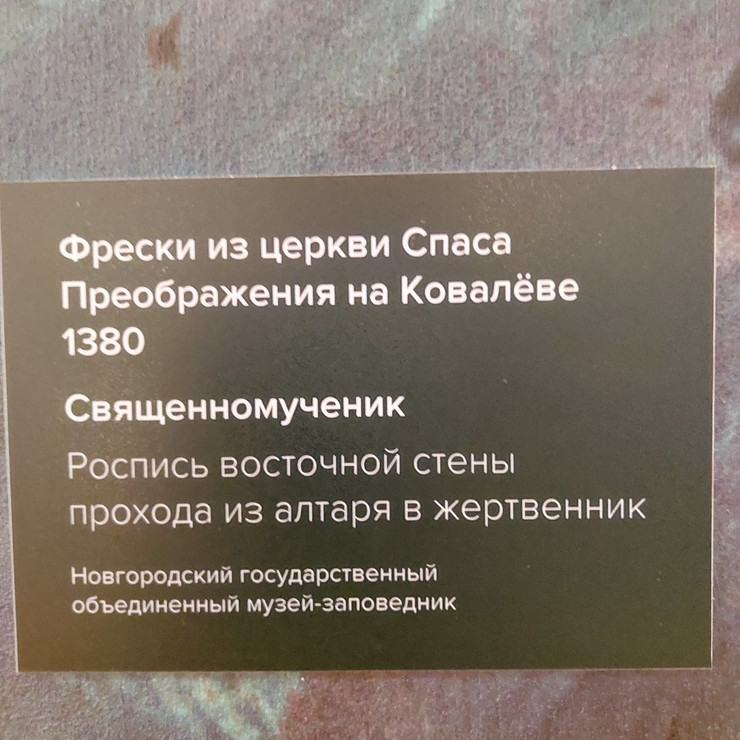 Фрески из церкви Спаса
Преображения на Ковалёве
1380
Священномученик
Роспись восточной стены
прохода из алтаря в жертвенник
Новгородский государственный
объединенный музей-заповедник